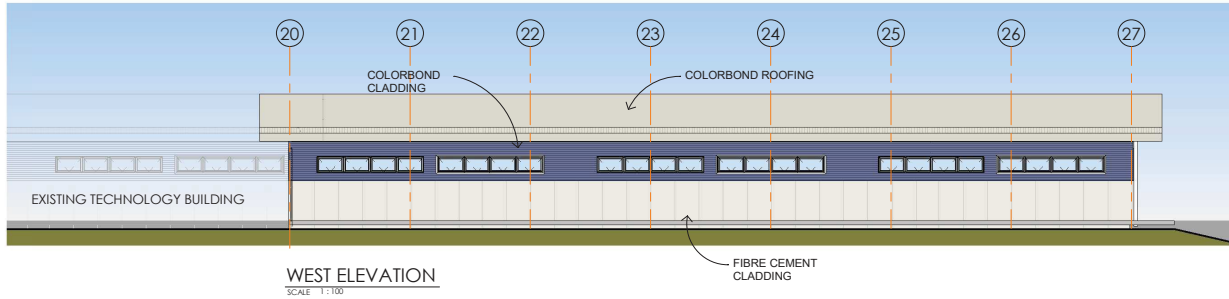 20 21 22 23 24 25 26 27
COLORBOND
CLADDING
COLORBOND ROOFING
EXISTING TECHNOLOGY BUILDING
FIBRE CEMENT
CLADDING
WEST ELEVATION
SCALE 1 : 100